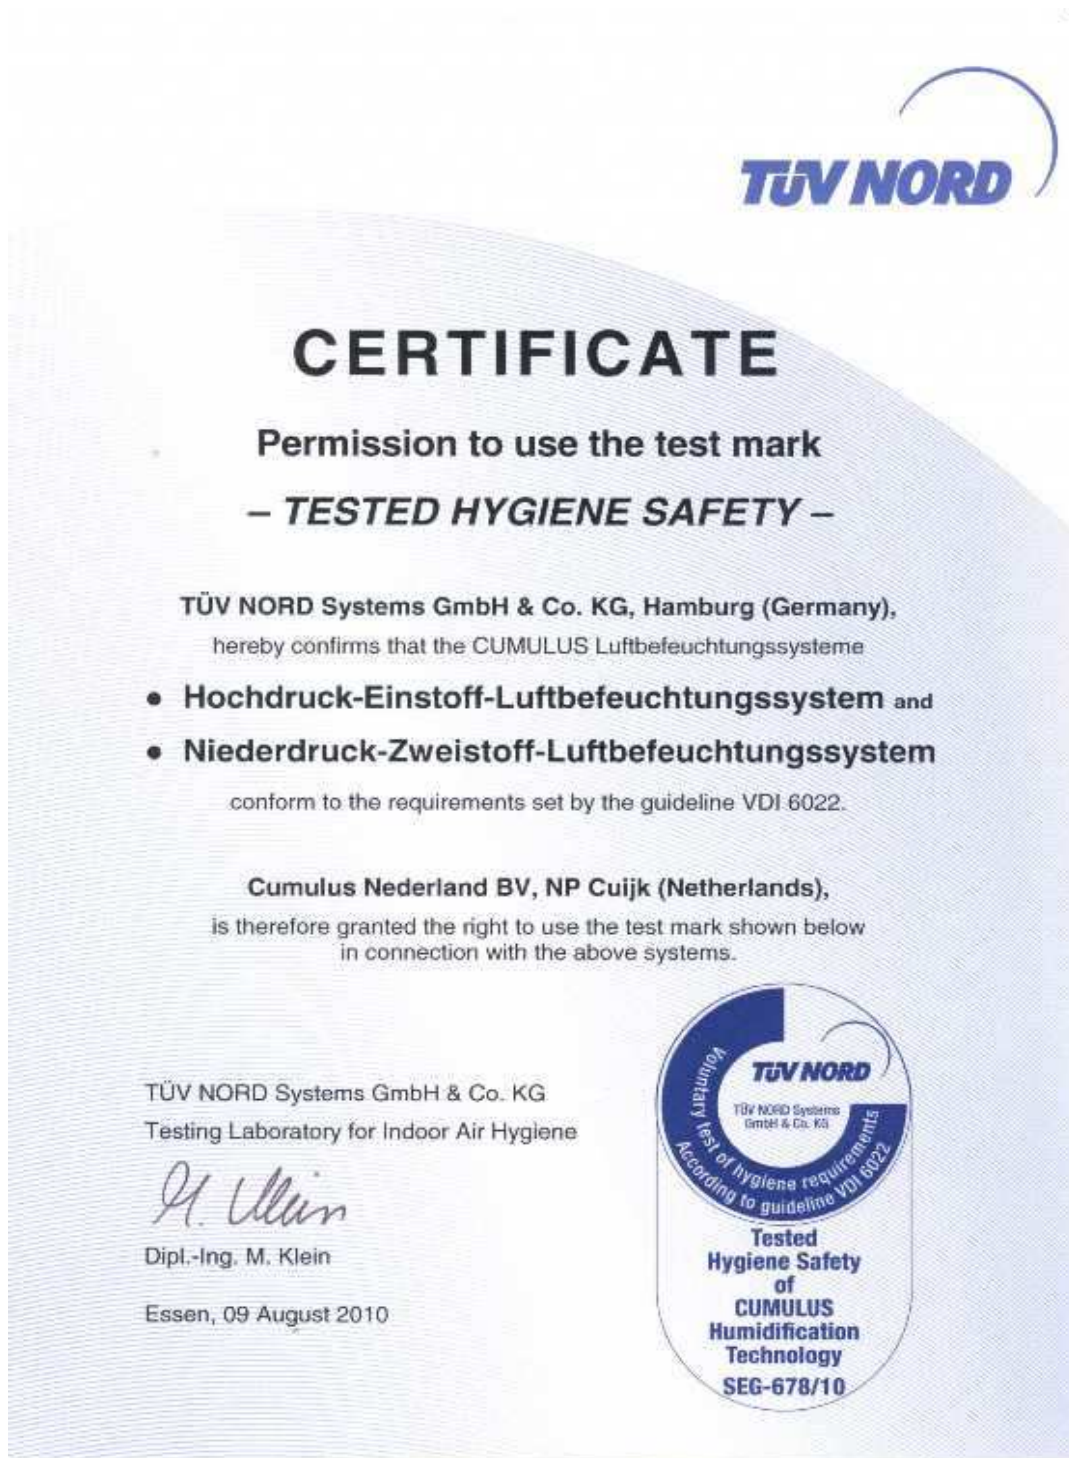 TÜV NORD
CERTIFICATE
Permission to use the test mark
– TESTED HYGIENE SAFETY –
TÜV NORD Systems GmbH & Co. KG, Hamburg (Germany),
hereby confirms that the CUMULUS Luftbefeuchtungssysteme
● Hochdruck-Einstoff-Luftbefeuchtungssystem and
● Niederdruck-Zweistoff-Luftbefeuchtungssystem
conform to the requirements set by the guideline VDI 6022.
Cumulus Nederland BV, NP Cuijk (Netherlands),
is therefore granted the right to use the test mark shown below
in connection with the above systems.
TÜV NORD Systems GmbH & Co. KG
Testing Laboratory for Indoor Air Hygiene
M. Klein
Dipl.-Ing. M. Klein
Essen, 09 August 2010
TÜV NORD
TÜV NORD Systems
GmbH & Co. KG
Voluntary test of hygiene requirements
According to guideline VDI 6022
Tested
Hygiene Safety
of
CUMULUS
Humidification
Technology
SEG-678/10